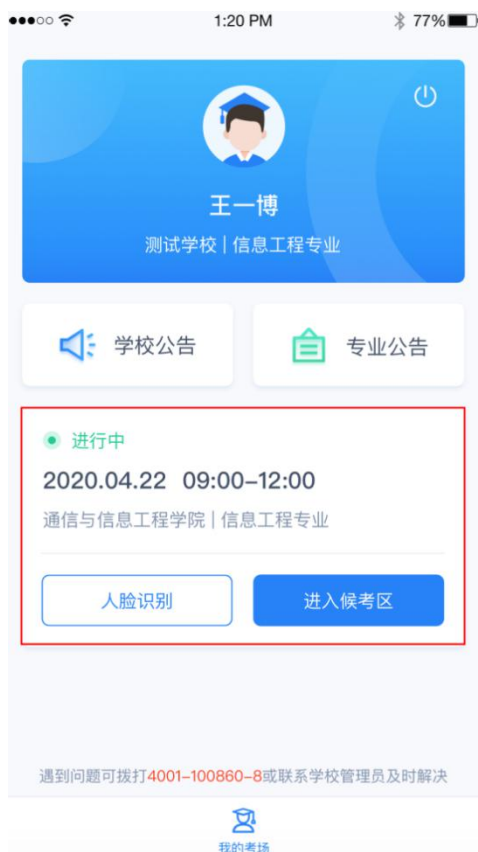 1:20 PM 77%
王一博
测试学校 | 信息工程专业
学校公告 专业公告
进行中
2020.04.22 09:00–12:00
通信与信息工程学院 | 信息工程专业
人脸识别 进入候考区
遇到问题可拨打4001-100860-8或联系学校管理员及时解决
我的考场